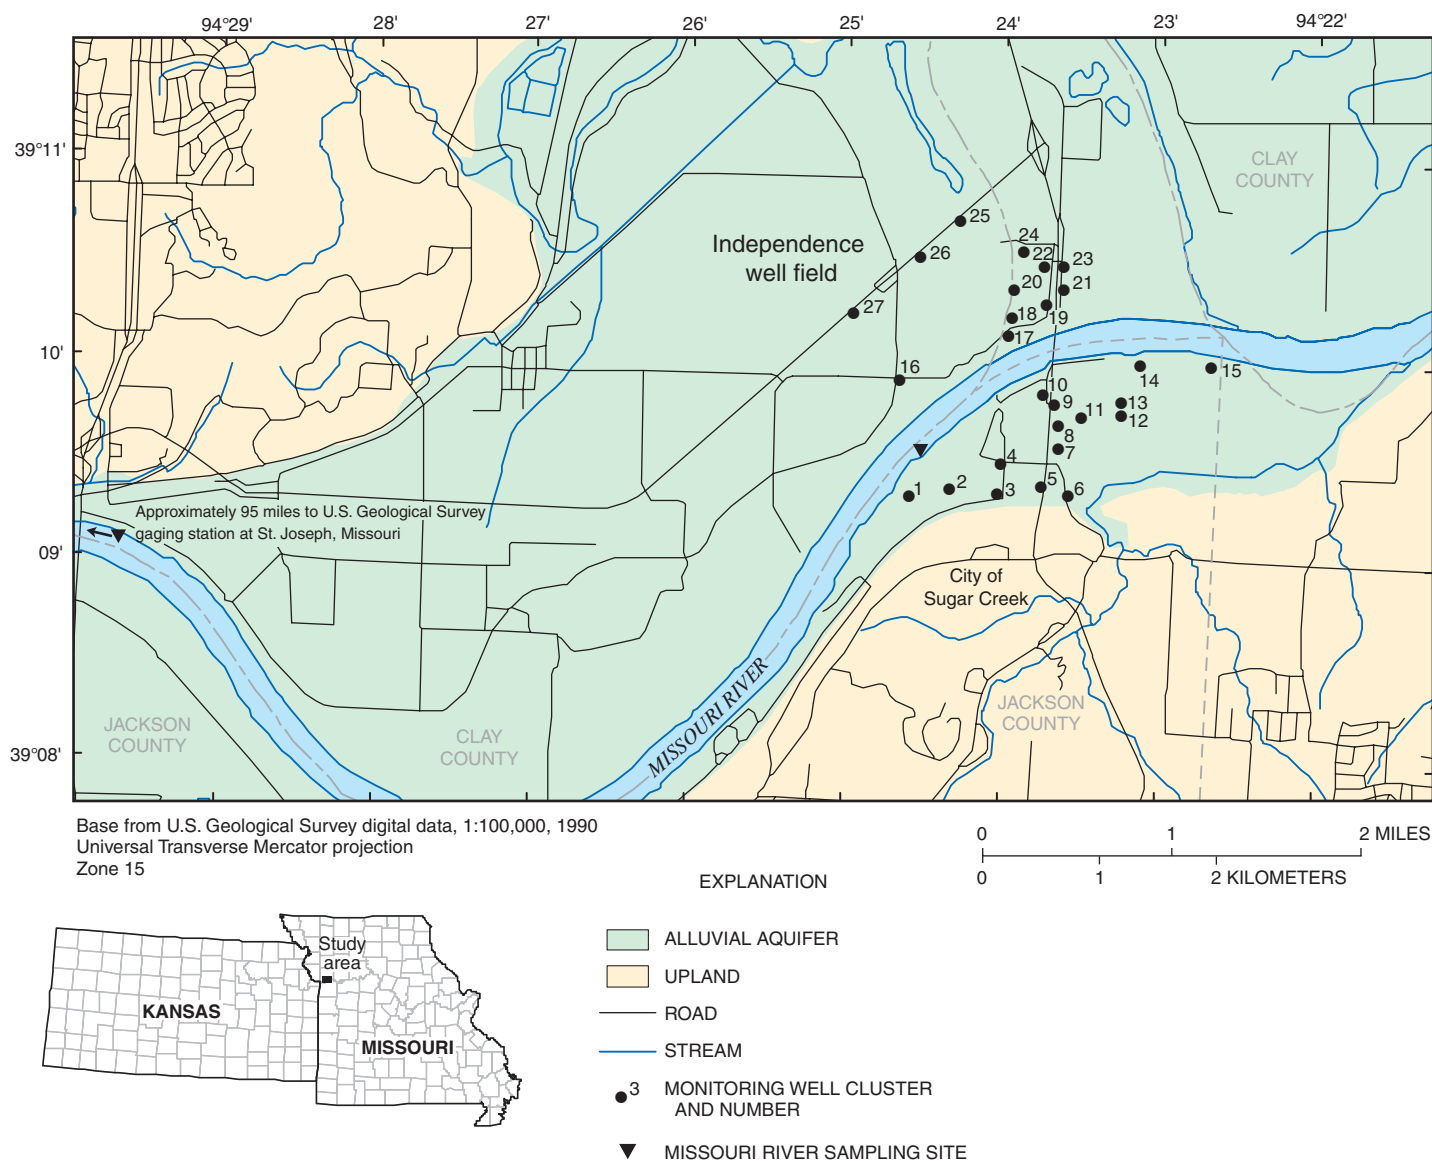 94°29'
28'
27'
26'
25'
24'
23'
94°22'
39°11'
10'
09'
39°08'
CLAY
COUNTY
Independence
well field
25
26
27
24
22
23
20
21
18
19
17
16
15
14
10
9
13
11
12
8
7
4
5
6
3
2
1
Approximately 95 miles to U.S. Geological Survey
gaging station at St. Joseph, Missouri
City of
Sugar Creek
MISSOURI RIVER
JACKSON
COUNTY
CLAY
COUNTY
JACKSON
COUNTY
Base from U.S. Geological Survey digital data, 1:100,000, 1990
Universal Transverse Mercator projection
Zone 15
0 1 2 MILES
0 1 2 KILOMETERS
EXPLANATION
ALLUVIAL AQUIFER
UPLAND
ROAD
STREAM
3 MONITORING WELL CLUSTER
AND NUMBER
MISSOURI RIVER SAMPLING SITE
Study
area
KANSAS
MISSOURI